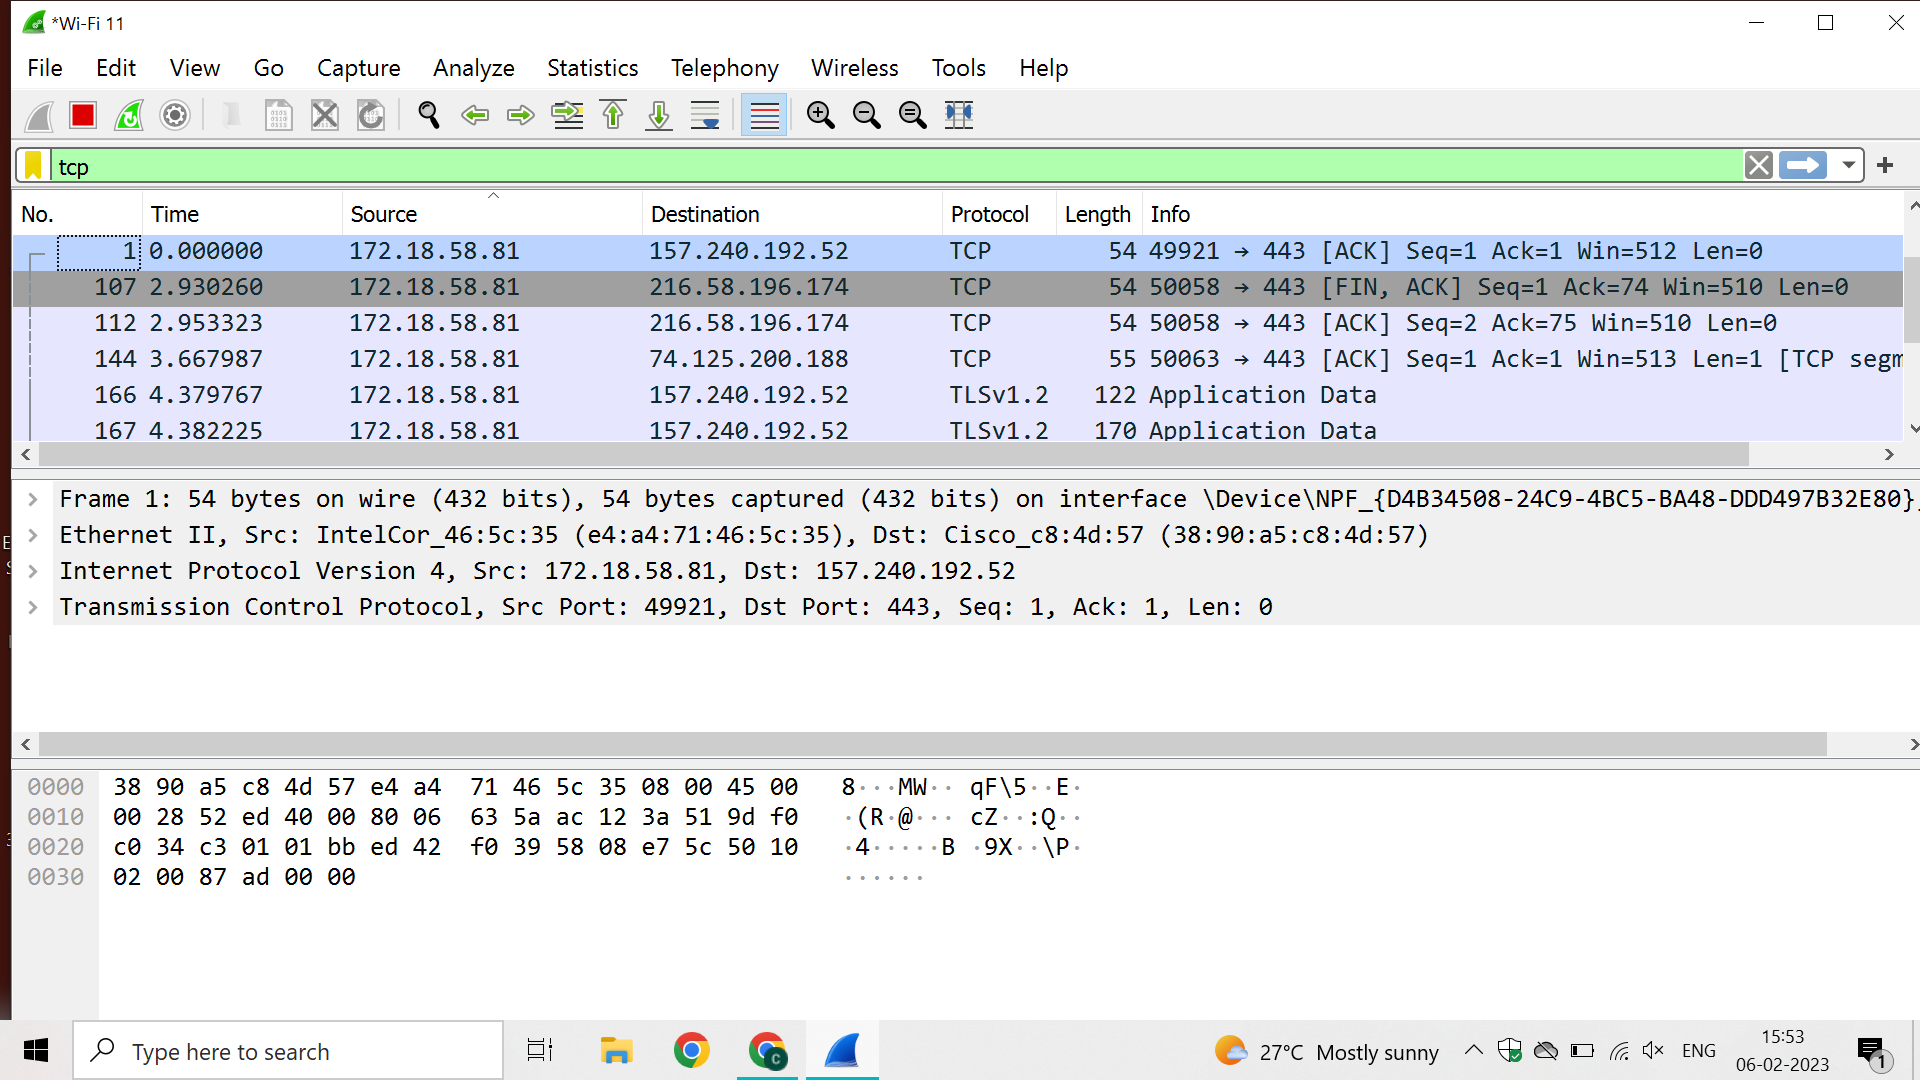 *Wi-Fi 11
File Edit View Go Capture Analyze Statistics Telephony Wireless Tools Help
tcp
No. Time Source Destination Protocol Length Info
1 0.000000 172.18.58.81 157.240.192.52 TCP 54 49921 → 443 [ACK] Seq=1 Ack=1 Win=512 Len=0
107 2.930260 172.18.58.81 216.58.196.174 TCP 54 50058 → 443 [FIN, ACK] Seq=1 Ack=74 Win=510 Len=0
112 2.953323 172.18.58.81 216.58.196.174 TCP 54 50058 → 443 [ACK] Seq=2 Ack=75 Win=510 Len=0
144 3.667987 172.18.58.81 74.125.200.188 TCP 55 50063 → 443 [ACK] Seq=1 Ack=1 Win=513 Len=1 [TCP segm
166 4.379767 172.18.58.81 157.240.192.52 TLSv1.2 122 Application Data
167 4.382225 172.18.58.81 157.240.192.52 TLSv1.2 170 Application Data
Frame 1: 54 bytes on wire (432 bits), 54 bytes captured (432 bits) on interface \Device\NPF_{D4B34508-24C9-4BC5-BA48-DDD497B32E80},
Ethernet II, Src: IntelCor_46:5c:35 (e4:a4:71:46:5c:35), Dst: Cisco_c8:4d:57 (38:90:a5:c8:4d:57)
Internet Protocol Version 4, Src: 172.18.58.81, Dst: 157.240.192.52
Transmission Control Protocol, Src Port: 49921, Dst Port: 443, Seq: 1, Ack: 1, Len: 0
0000 38 90 a5 c8 4d 57 e4 a4 71 46 5c 35 08 00 45 00 8···MW·· qF\5··E·
0010 00 28 52 ed 40 00 80 06 63 5a ac 12 3a 51 9d f0 ·(R·@··· cZ··:Q··
0020 c0 34 c3 01 01 bb ed 42 f0 39 58 08 e7 5c 50 10 ·4·····B ·9X··\P·
0030 02 00 87 ad 00 00 ······
Type here to search
27°C Mostly sunny
ENG
15:53
06-02-2023
1